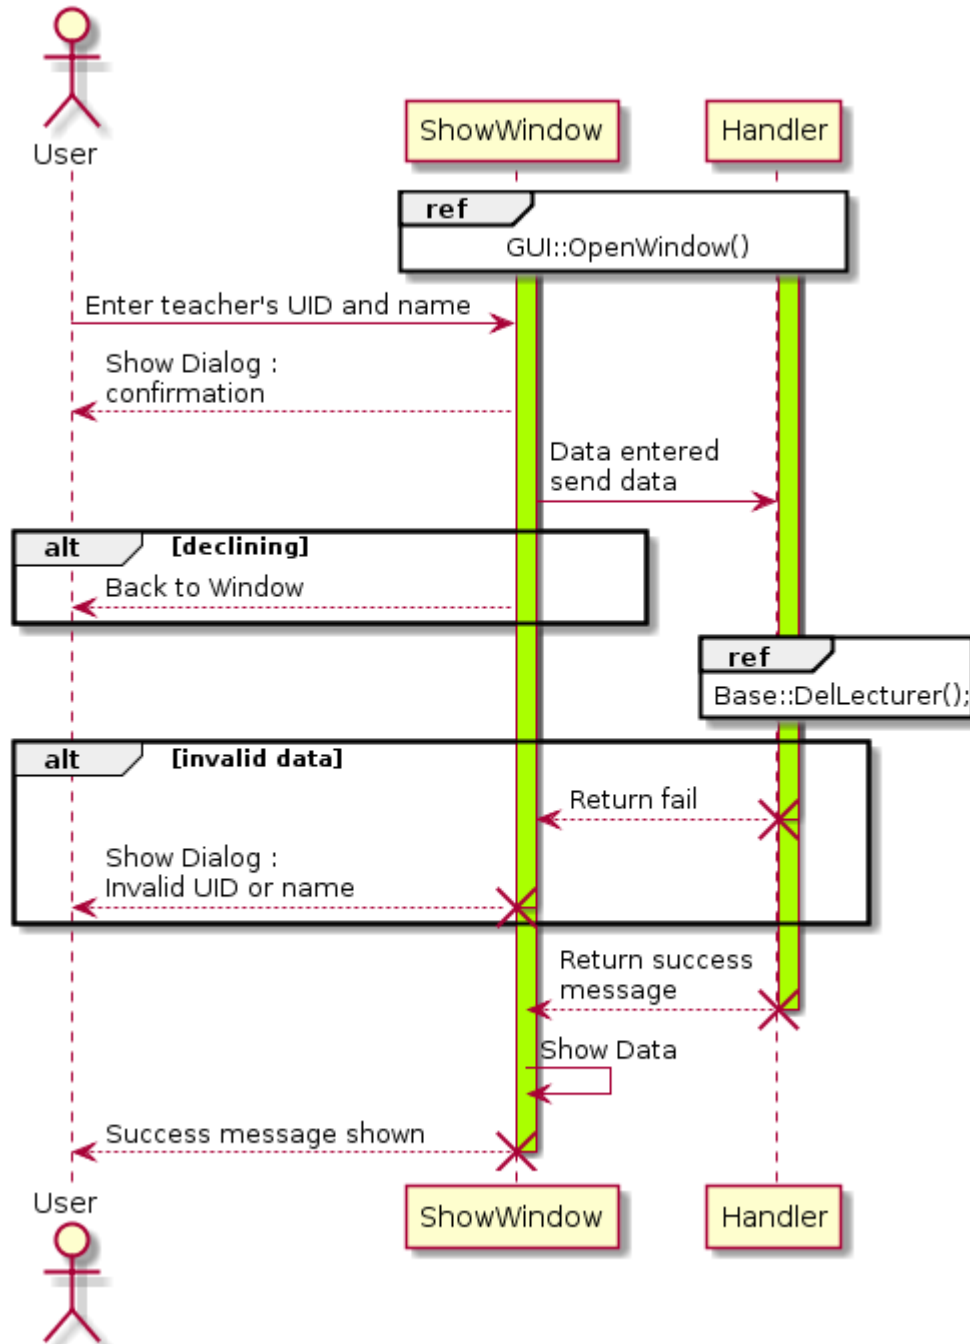 User
ShowWindow
Handler
ref
GUI::OpenWindow()
Enter teacher's UID and name
Show Dialog :
confirmation
Data entered
send data
alt
[declining]
Back to Window
ref
Base::DelLecturer();
alt
[invalid data]
Return fail
Show Dialog :
Invalid UID or name
Return success
message
Show Data
Success message shown
User
ShowWindow
Handler